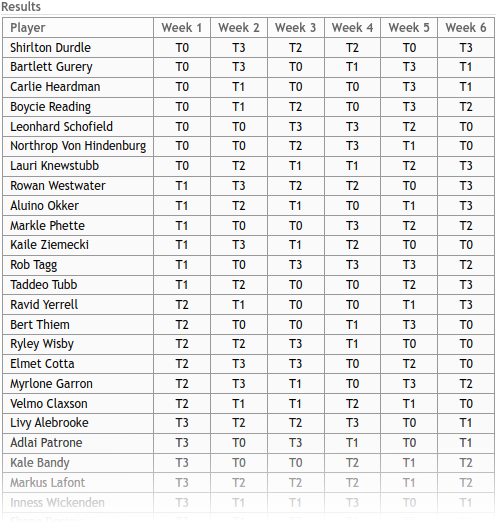 Results
Player Week 1 Week 2 Week 3 Week 4 Week 5 Week 6
Shirlton Durdle T0 T3 T2 T2 T0 T3
Bartlett Gurery T0 T3 T0 T1 T3 T1
Carlie Heardman T0 T1 T0 T0 T3 T1
Boycie Reading T0 T1 T2 T0 T3 T2
Leonhard Schofield T0 T0 T3 T3 T2 T0
Northrop Von Hindenburg T0 T0 T2 T3 T1 T0
Lauri Knewstubb T0 T2 T1 T1 T2 T3
Rowan Westwater T1 T3 T2 T2 T0 T3
Aluino Okker T1 T2 T1 T0 T1 T3
Markle Phette T1 T0 T0 T3 T2 T2
Kaile Ziemecki T1 T3 T1 T2 T0 T0
Rob Tagg T1 T0 T3 T3 T3 T2
Taddeo Tubb T1 T2 T0 T0 T2 T3
Ravid Yerrell T2 T1 T0 T0 T1 T3
Bert Thiem T2 T0 T0 T1 T3 T0
Ryley Wisby T2 T2 T3 T1 T0 T0
Elmet Cotta T2 T3 T3 T0 T2 T0
Myrlone Garron T2 T3 T1 T0 T3 T2
Velmo Claxson T2 T1 T1 T2 T1 T0
Livy Alebrooke T3 T2 T2 T3 T0 T1
Adlai Patrone T3 T0 T3 T1 T0 T1
Kale Bandy T3 T0 T0 T2 T1 T2
Markus Lafont T3 T1 T1 T2 T1 T2
Inness Wickenden T3 T1 T1 T3 T0 T1